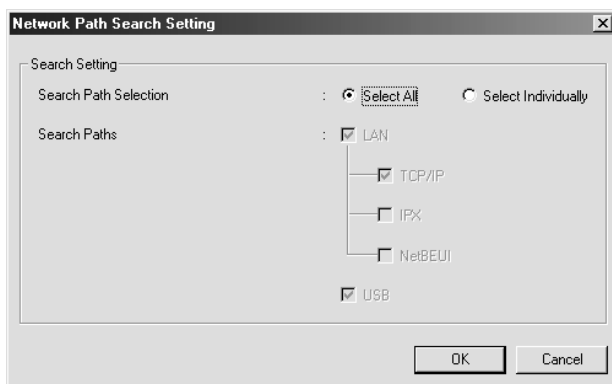 Network Path Search Setting
Search Setting
Search Path Selection : Select All Select Individually
Search Paths : LAN
TCP/IP
IPX
NetBEUI
USB
OK Cancel